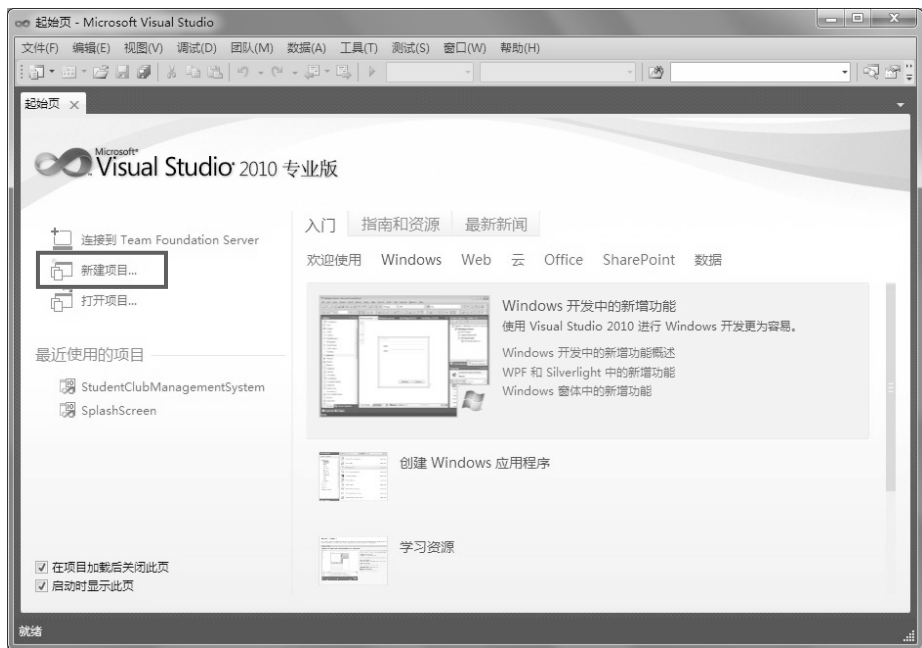 起始页 - Microsoft Visual Studio
文件(F) 编辑(E) 视图(V) 调试(D) 团队(M) 数据(A) 工具(T) 测试(S) 窗口(W) 帮助(H)
起始页
Microsoft
Visual Studio 2010 专业版
连接到 Team Foundation Server
新建项目...
打开项目...
最近使用的项目
StudentClubManagementSystem
SplashScreen
在项目加载后关闭此页
启动时显示此页
入门 指南和资源 最新新闻
欢迎使用 Windows Web 云 Office SharePoint 数据
Windows 开发中的新增功能
使用 Visual Studio 2010 进行 Windows 开发更为容易。
Windows 开发中的新增功能概述
WPF 和 Silverlight 中的新增功能
Windows 窗体中的新增功能
创建 Windows 应用程序
学习资源
就绪